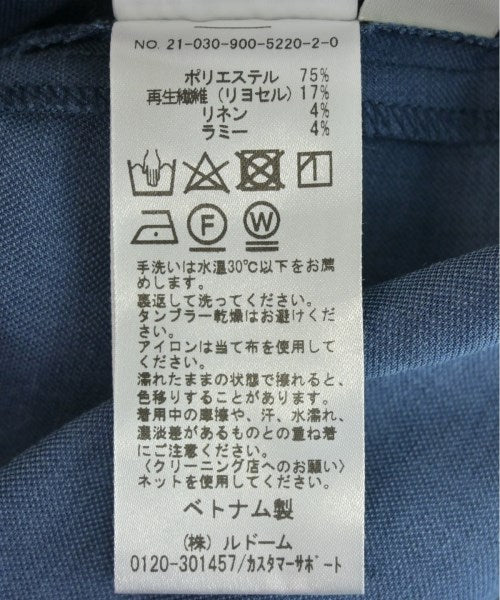 NO. 21-030-900-5220-2-0
ポリエステル 75%
再生繊維（リヨセル）17%
リネン 4%
ラミー 4%
F W
手洗いは水温30℃以下をお薦
めします。
裏返して洗ってください。
タンブラー乾燥はお避けくだ
さい。
アイロンは当て布を使用して
ください。
濡れたままの状態で擦れると、
色移りすることがあります。
着用中の摩擦や、汗、水濡れ、
濃淡差があるものとの重ね着
にご注意ください。
〈クリーニング店へのお願い〉
ネットを使用してください。
ベトナム製
（株）ルドーム
0120-301457/カスタマーサポート